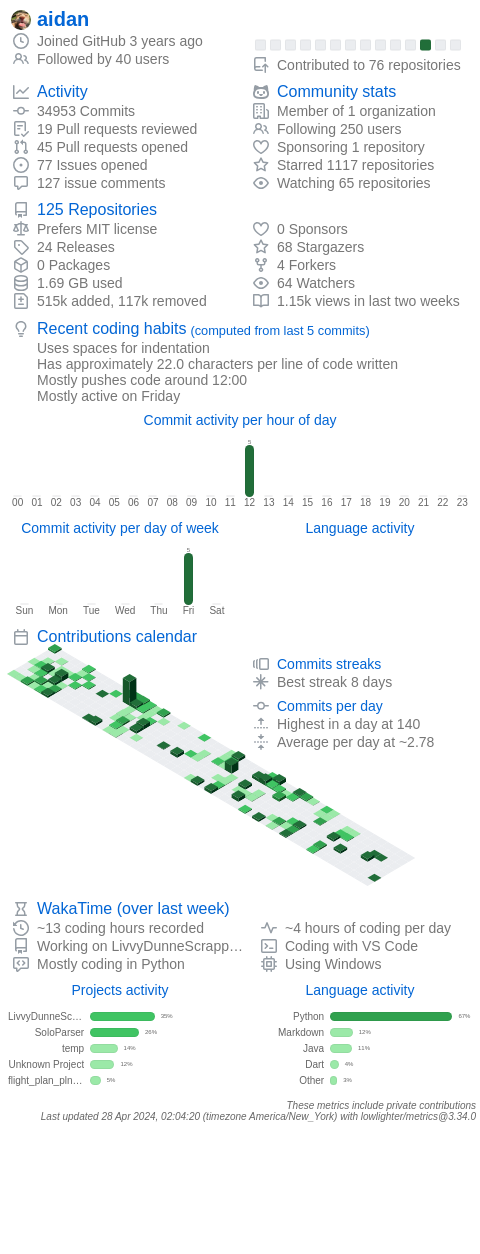 aidan
Joined GitHub 3 years ago
Followed by 40 users
Contributed to 76 repositories
Activity
34953 Commits
19 Pull requests reviewed
45 Pull requests opened
77 Issues opened
127 issue comments
Community stats
Member of 1 organization
Following 250 users
Sponsoring 1 repository
Starred 1117 repositories
Watching 65 repositories
125 Repositories
Prefers MIT license
24 Releases
0 Packages
1.69 GB used
515k added, 117k removed
0 Sponsors
68 Stargazers
4 Forkers
64 Watchers
1.15k views in last two weeks
Recent coding habits (computed from last 5 commits)
Uses spaces for indentation
Has approximately 22.0 characters per line of code written
Mostly pushes code around 12:00
Mostly active on Friday
Commit activity per hour of day
5
00 01 02 03 04 05 06 07 08 09 10 11 12 13 14 15 16 17 18 19 20 21 22 23
Commit activity per day of week
5
Sun Mon Tue Wed Thu Fri Sat
Language activity
Contributions calendar
Commits streaks
Best streak 8 days
Commits per day
Highest in a day at 140
Average per day at ~2.78
WakaTime (over last week)
~13 coding hours recorded
Working on LivvyDunneScrapp…
Mostly coding in Python
~4 hours of coding per day
Coding with VS Code
Using Windows
Projects activity
LivvyDunneSc… 35%
SoloParser 26%
temp 14%
Unknown Project 12%
flight_plan_pln… 5%
Language activity
Python 67%
Markdown 12%
Java 11%
Dart 4%
Other 3%
These metrics include private contributions
Last updated 28 Apr 2024, 02:04:20 (timezone America/New_York) with lowlighter/metrics@3.34.0